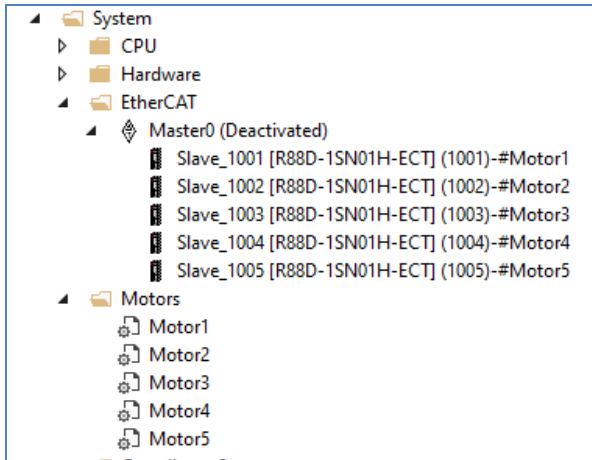 System
CPU
Hardware
EtherCAT
Master0 (Deactivated)
Slave_1001 [R88D-1SN01H-ECT] (1001)-#Motor1
Slave_1002 [R88D-1SN01H-ECT] (1002)-#Motor2
Slave_1003 [R88D-1SN01H-ECT] (1003)-#Motor3
Slave_1004 [R88D-1SN01H-ECT] (1004)-#Motor4
Slave_1005 [R88D-1SN01H-ECT] (1005)-#Motor5
Motors
Motor1
Motor2
Motor3
Motor4
Motor5